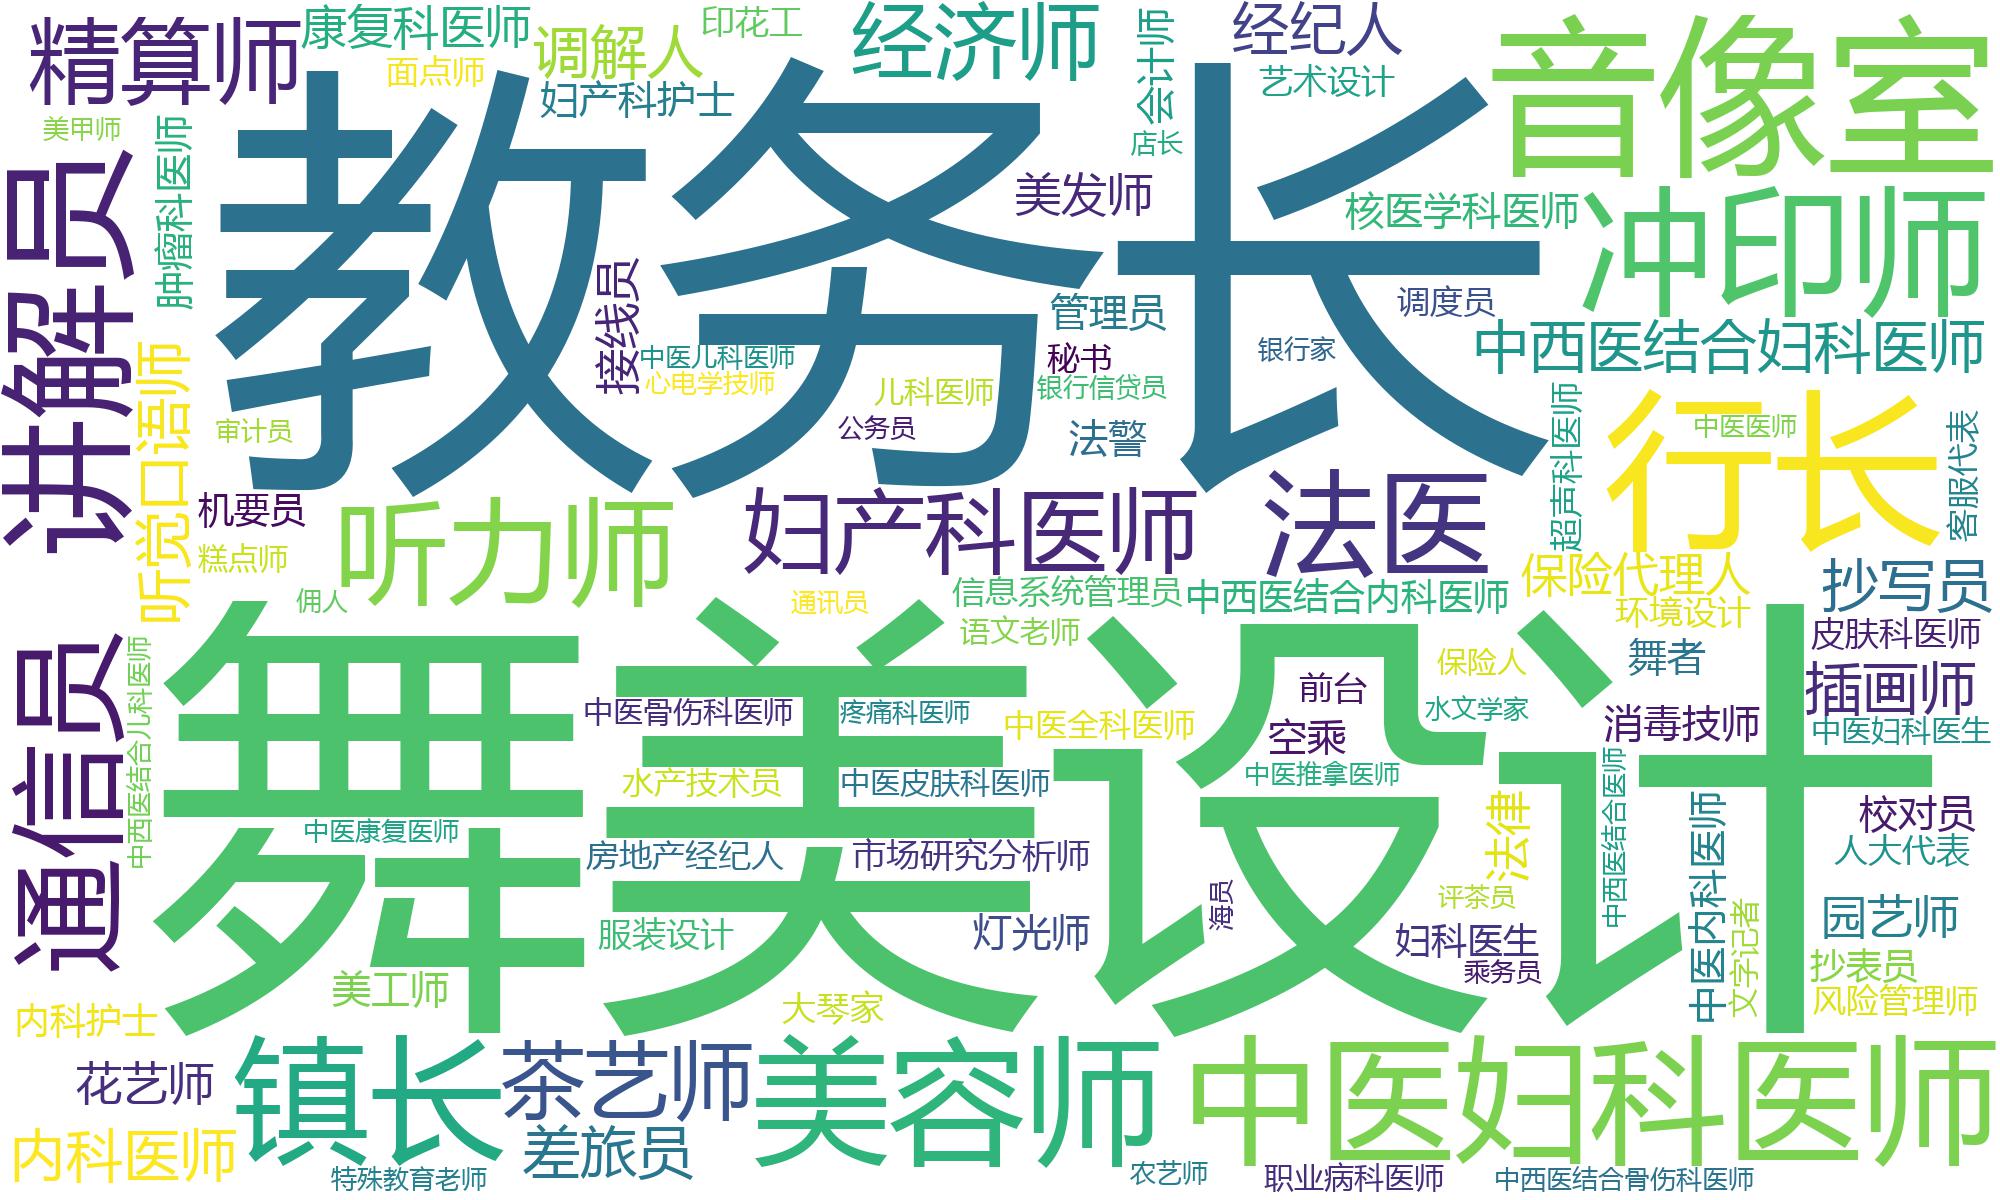 精算师
康复科医师
面点师
调解人
印花工
妇产科护士
经济师
会计师
店长
经纪人
艺术设计
音像室
美甲师
肿瘤科医师
讲解员
教务长
美发师
核医学科医师
冲印师
接线员
管理员
调度员
中医儿科医师
秘书
银行家
中西医结合妇科医师
心电学技师
儿科医师
银行信贷员
审计员
公务员
法警
听觉口语师
超声科医师
行长
中医医师
客服代表
机要员
听力师
妇产科医师
法医
糕点师
保险代理人
抄写员
佣人
通讯员
信息系统管理员
中西医结合内科医师
环境设计
语文老师
舞者
皮肤科医师
通信员
中西医结合儿科医师
舞美设计
保险人
前台
插画师
中医骨伤科医师
疼痛科医师
中医全科医师
水文学家
空乘
消毒技师
中医妇科医生
水产技术员
中医皮肤科医师
中医推拿医师
中西医结合医师
法律
中医内科医师
校对员
中医康复医师
房地产经纪人
市场研究分析师
人大代表
海员
评茶员
文字记者
园艺师
服装设计
灯光师
妇科医生
乘务员
抄表员
美工师
大琴家
风险管理师
内科护士
花艺师
镇长
茶艺师
美容师
中医妇科医师
内科医师
差旅员
特殊教育老师
农艺师
职业病科医师
中西医结合骨伤科医师